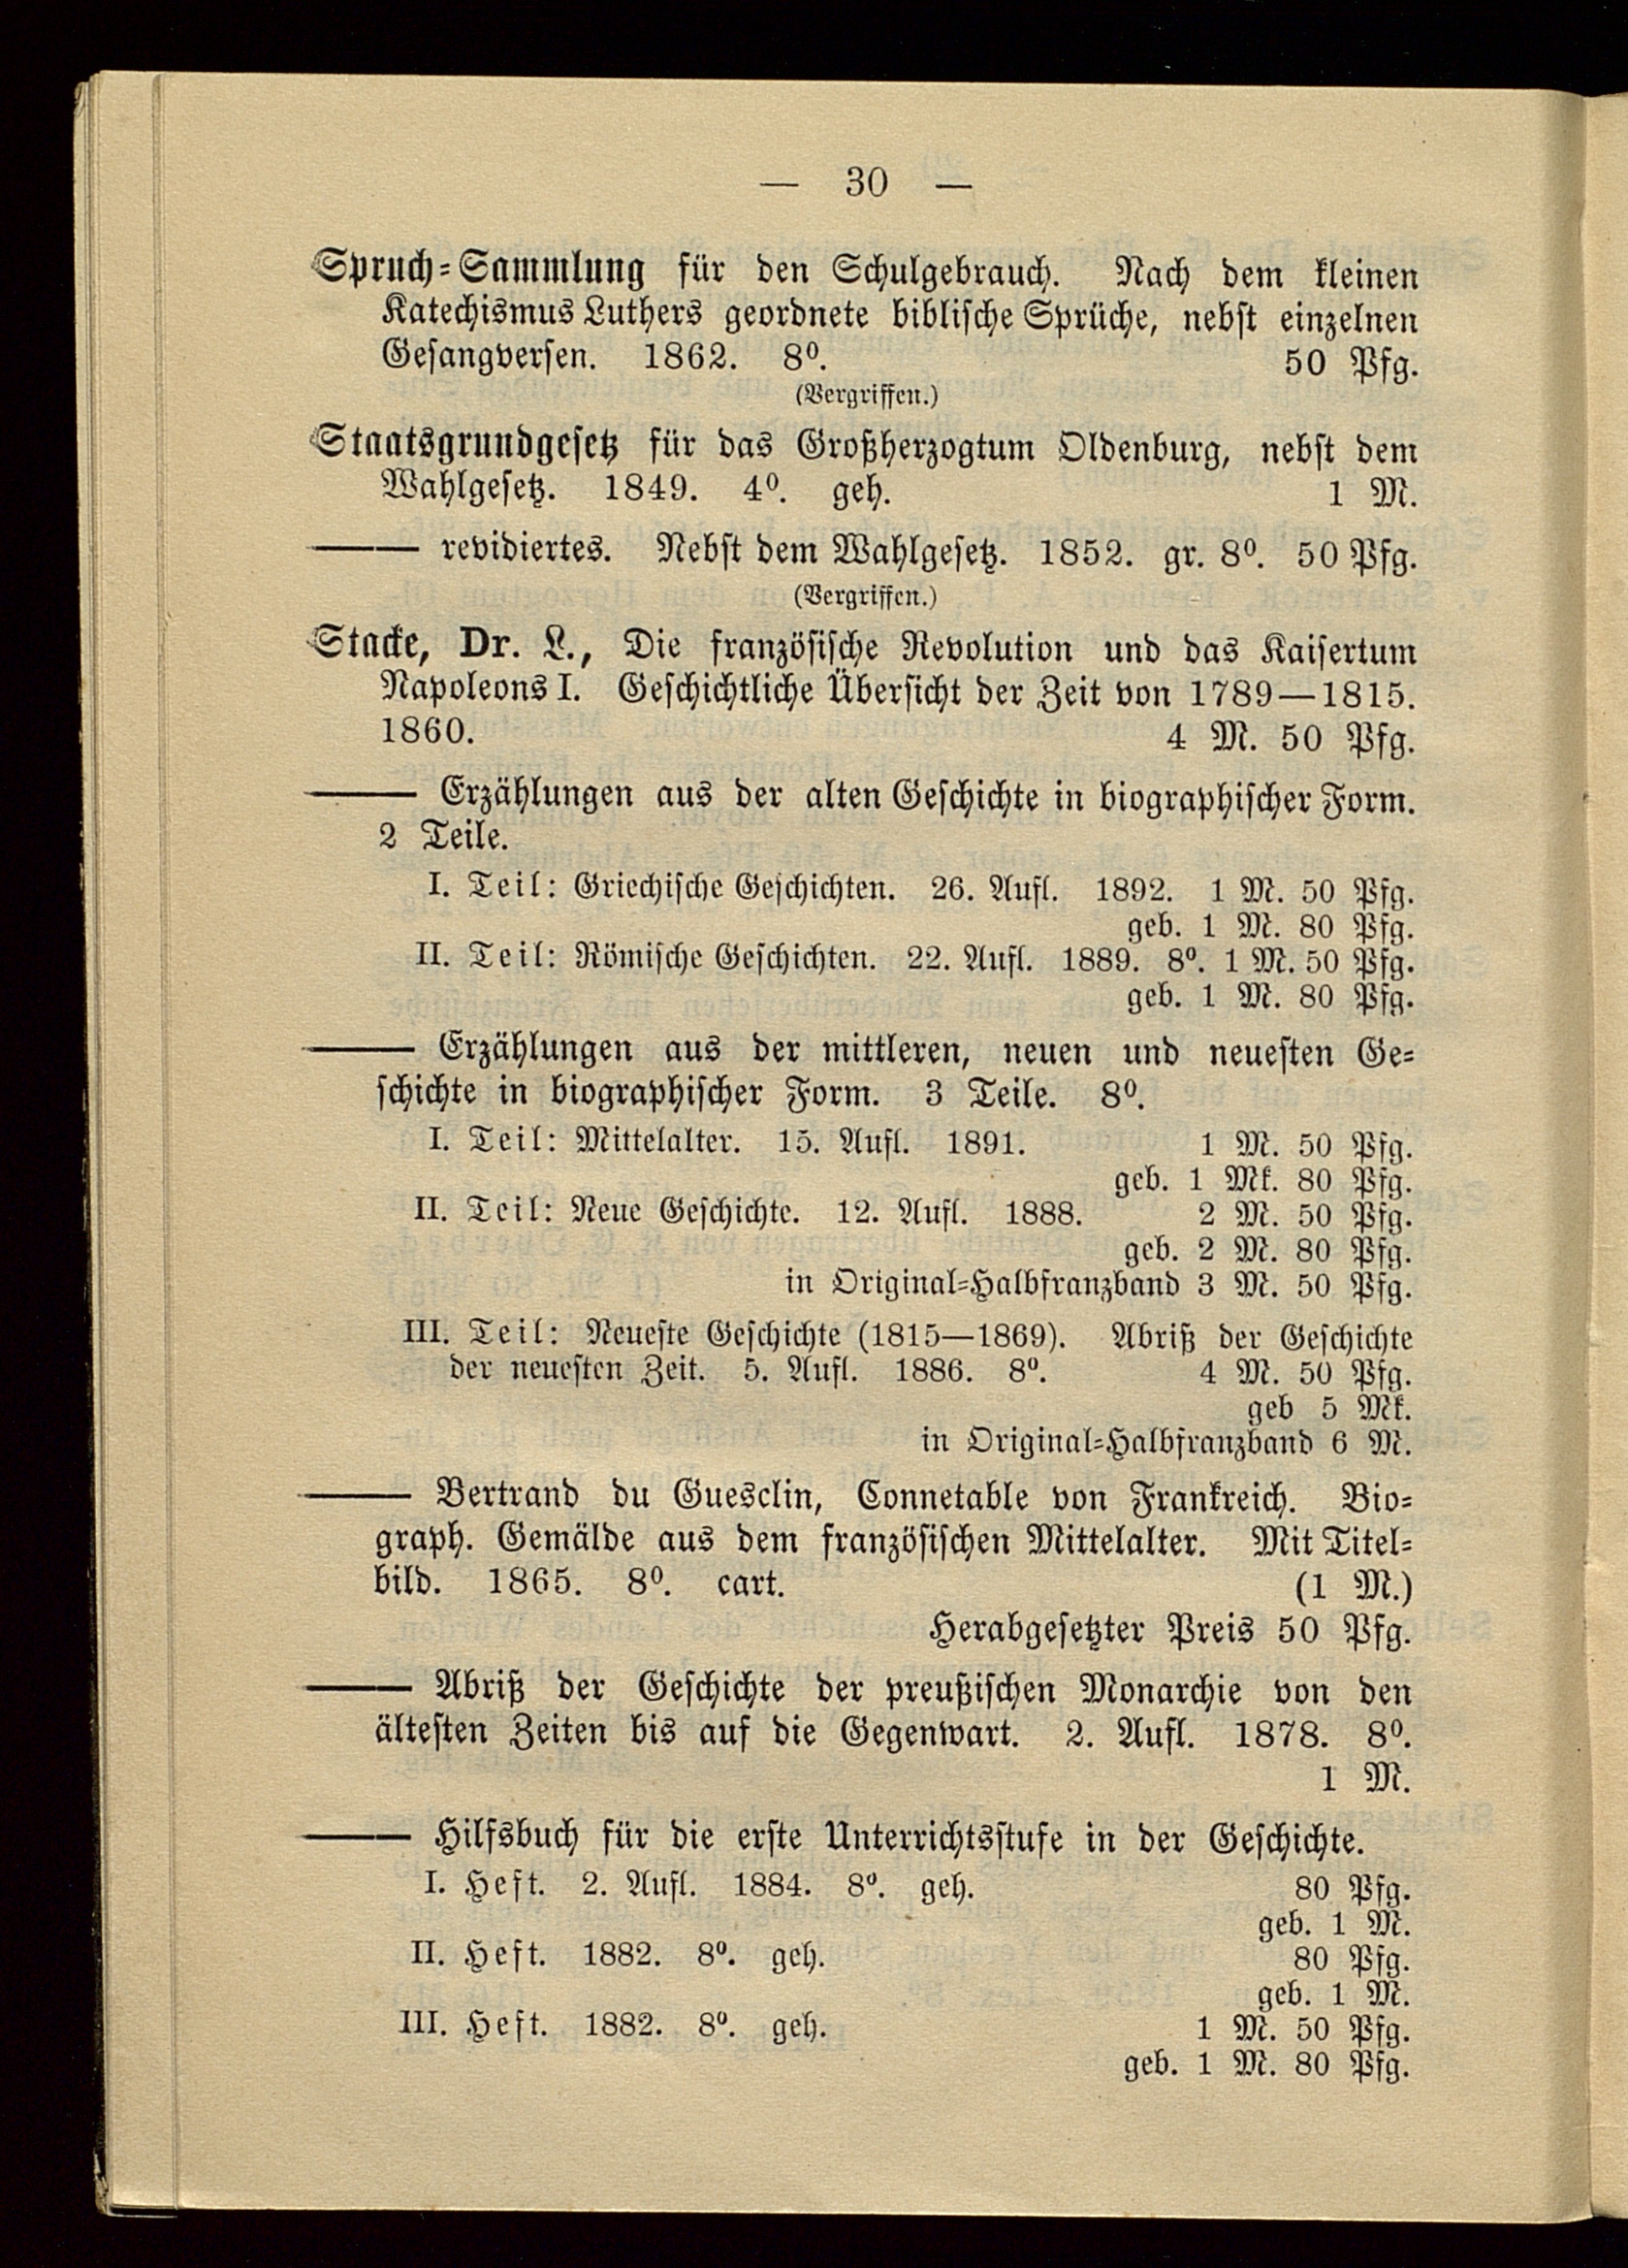 — 30 —
Spruch-Sammlung für den Schulgebrauch. Nach dem kleinen
Katechismus Luthers geordnete biblische Sprüche, nebst einzelnen
Gesangversen. 1862. 8⁰. 50 Pfg.
(Vergriffen.)
Staatsgrundgesetz für das Großherzogtum Oldenburg, nebst dem
Wahlgesetz. 1849. 4⁰. geh. 1 M.
—— revidiertes. Nebst dem Wahlgesetz. 1852. gr. 8⁰. 50 Pfg.
(Vergriffen.)
Stacke, Dr. L., Die französische Revolution und das Kaisertum
Napoleons I. Geschichtliche Übersicht der Zeit von 1789—1815.
1860. 4 M. 50 Pfg.
—— Erzählungen aus der alten Geschichte in biographischer Form.
2 Teile.
I. Teil: Griechische Geschichten. 26. Aufl. 1892. 1 M. 50 Pfg.
geb. 1 M. 80 Pfg.
II. Teil: Römische Geschichten. 22. Aufl. 1889. 8⁰. 1 M. 50 Pfg.
geb. 1 M. 80 Pfg.
—— Erzählungen aus der mittleren, neuen und neuesten Ge-
schichte in biographischer Form. 3 Teile. 8⁰.
I. Teil: Mittelalter. 15. Aufl. 1891. 1 M. 50 Pfg.
geb. 1 Mk. 80 Pfg.
II. Teil: Neue Geschichte. 12. Aufl. 1888. 2 M. 50 Pfg.
geb. 2 M. 80 Pfg.
in Original-Halbfranzband 3 M. 50 Pfg.
III. Teil: Neueste Geschichte (1815—1869). Abriß der Geschichte
der neuesten Zeit. 5. Aufl. 1886. 8⁰. 4 M. 50 Pfg.
geb 5 Mk.
in Original-Halbfranzband 6 M.
—— Bertrand du Guesclin, Connetable von Frankreich. Bio-
graph. Gemälde aus dem französischen Mittelalter. Mit Titel-
bild. 1865. 8⁰. cart. (1 M.)
Herabgesetzter Preis 50 Pfg.
—— Abriß der Geschichte der preußischen Monarchie von den
ältesten Zeiten bis auf die Gegenwart. 2. Aufl. 1878. 8⁰.
1 M.
—— Hilfsbuch für die erste Unterrichtsstufe in der Geschichte.
I. Heft. 2. Aufl. 1884. 8⁰. geh. 80 Pfg.
geb. 1 M.
II. Heft. 1882. 8⁰. geh. 80 Pfg.
geb. 1 M.
III. Heft. 1882. 8⁰. geh. 1 M. 50 Pfg.
geb. 1 M. 80 Pfg.